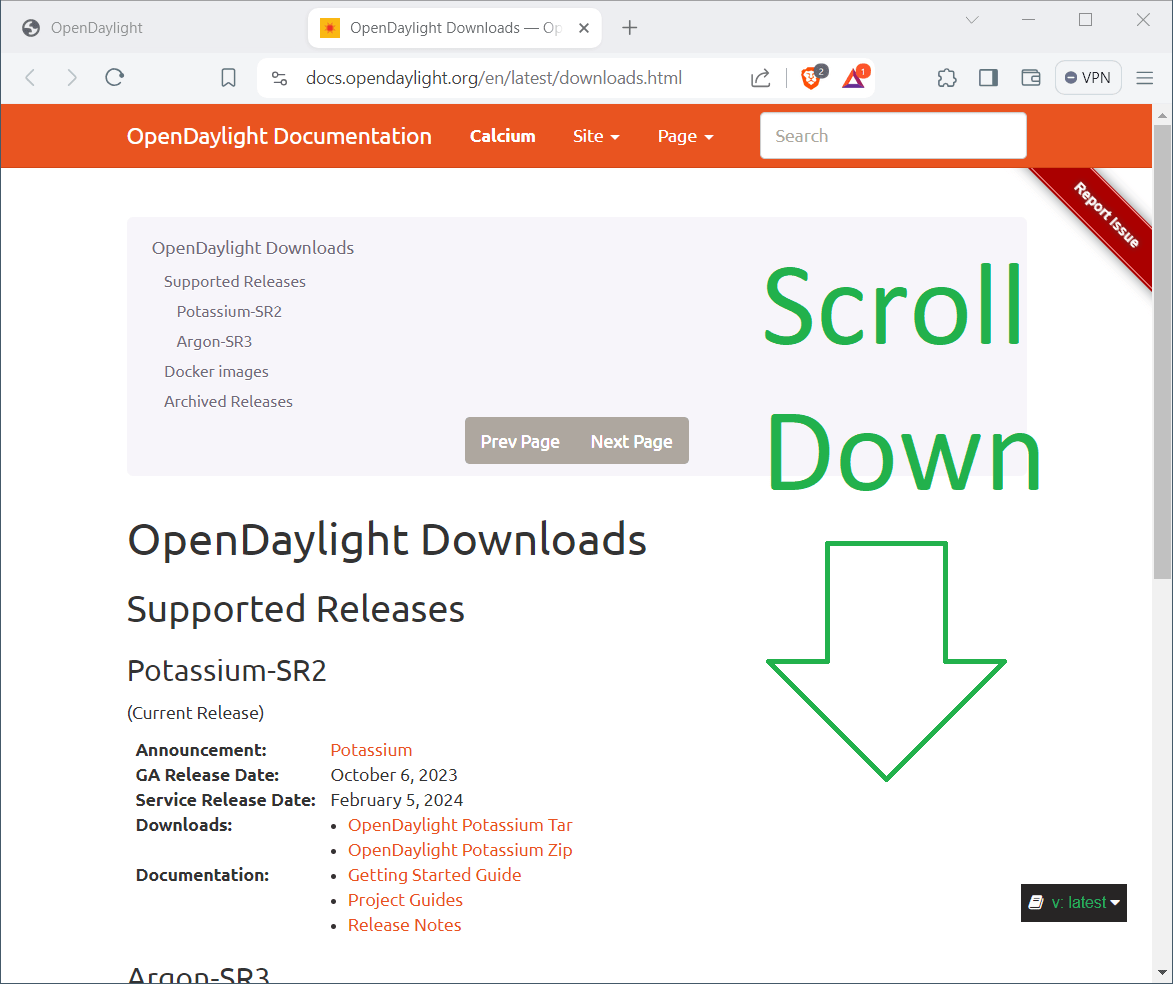 OpenDaylight
OpenDaylight Downloads — Op
docs.opendaylight.org/en/latest/downloads.html
2
1
VPN
OpenDaylight Documentation
Calcium
Site
Page
Search
Report Issue
OpenDaylight Downloads
Supported Releases
Potassium-SR2
Argon-SR3
Docker images
Archived Releases
Prev Page
Next Page
Scroll
Down
OpenDaylight Downloads
Supported Releases
Potassium-SR2
(Current Release)
Announcement: Potassium
GA Release Date: October 6, 2023
Service Release Date: February 5, 2024
Downloads: • OpenDaylight Potassium Tar
• OpenDaylight Potassium Zip
Documentation: • Getting Started Guide
• Project Guides
• Release Notes
v: latest
Argon-SR3